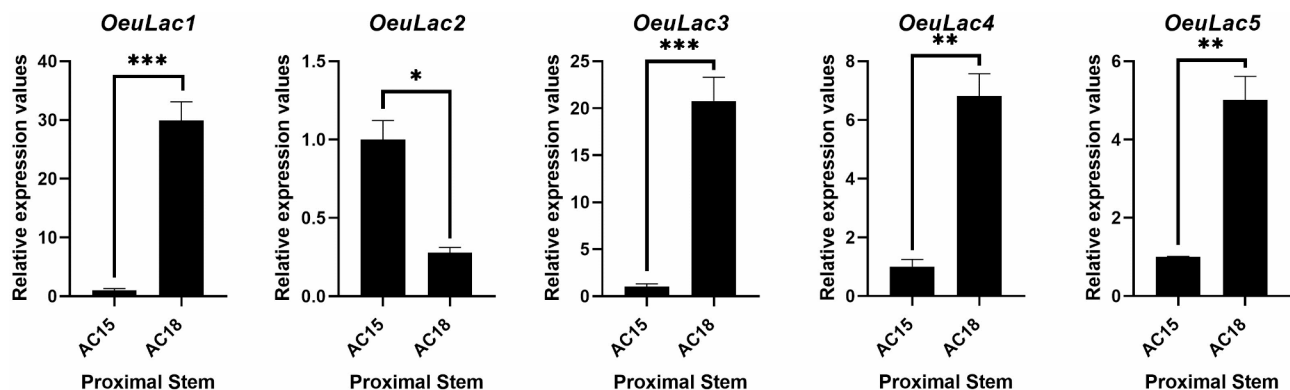 OeuLac1
***
Relative expression values
40
30
20
10
0
AC15
AC18
Proximal Stem
OeuLac2
*
Relative expression values
1.5
1.0
0.5
0.0
AC15
AC18
Proximal Stem
OeuLac3
***
Relative expression values
25
20
15
10
5
0
AC15
AC18
Proximal Stem
OeuLac4
**
Relative expression values
8
6
4
2
0
AC15
AC18
Proximal Stem
OeuLac5
**
Relative expression values
6
4
2
0
AC15
AC18
Proximal Stem